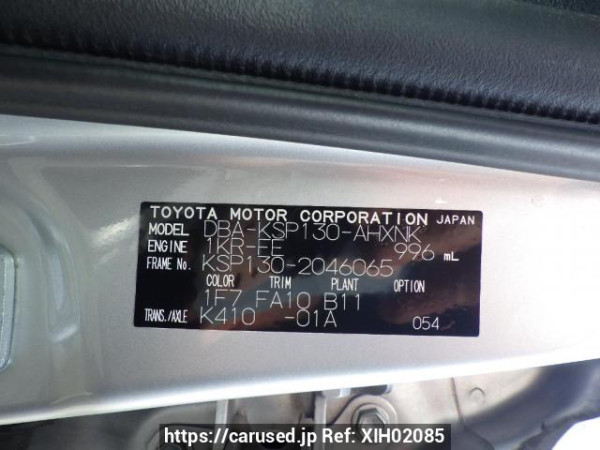 TOYOTA MOTOR CORPORATION JAPAN
MODEL DBA-KSP130-AHXNK
ENGINE 1KR-FE 996 mL
FRAME No. KSP130-2046065
COLOR TRIM PLANT OPTION
1F7 FA10 B11
TRANS./AXLE K410 -01A 054
https://carused.jp Ref: XIH02085